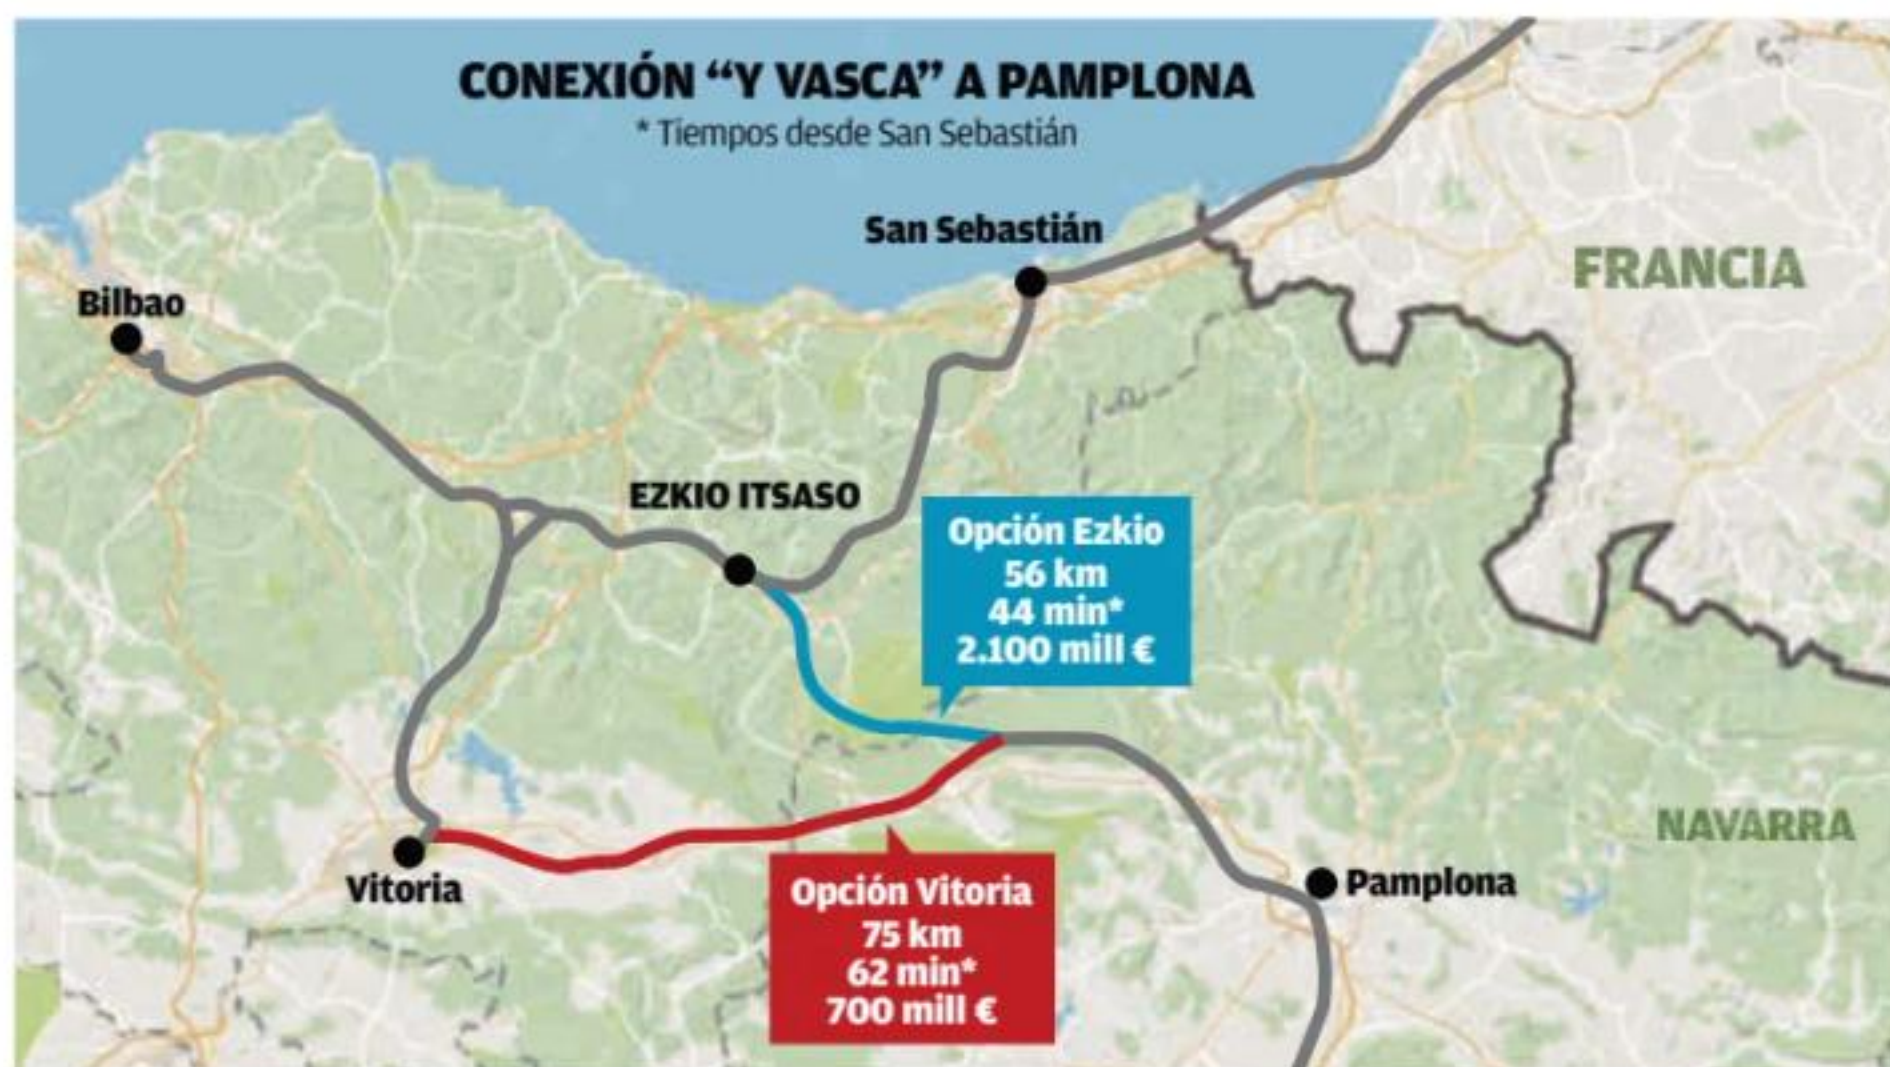 CONEXIÓN “Y VASCA” A PAMPLONA
* Tiempos desde San Sebastián
San Sebastián
FRANCIA
Bilbao
EZKIO ITSASO
Opción Ezkio
56 km
44 min*
2.100 mill €
NAVARRA
Vitoria
Pamplona
Opción Vitoria
75 km
62 min*
700 mill €